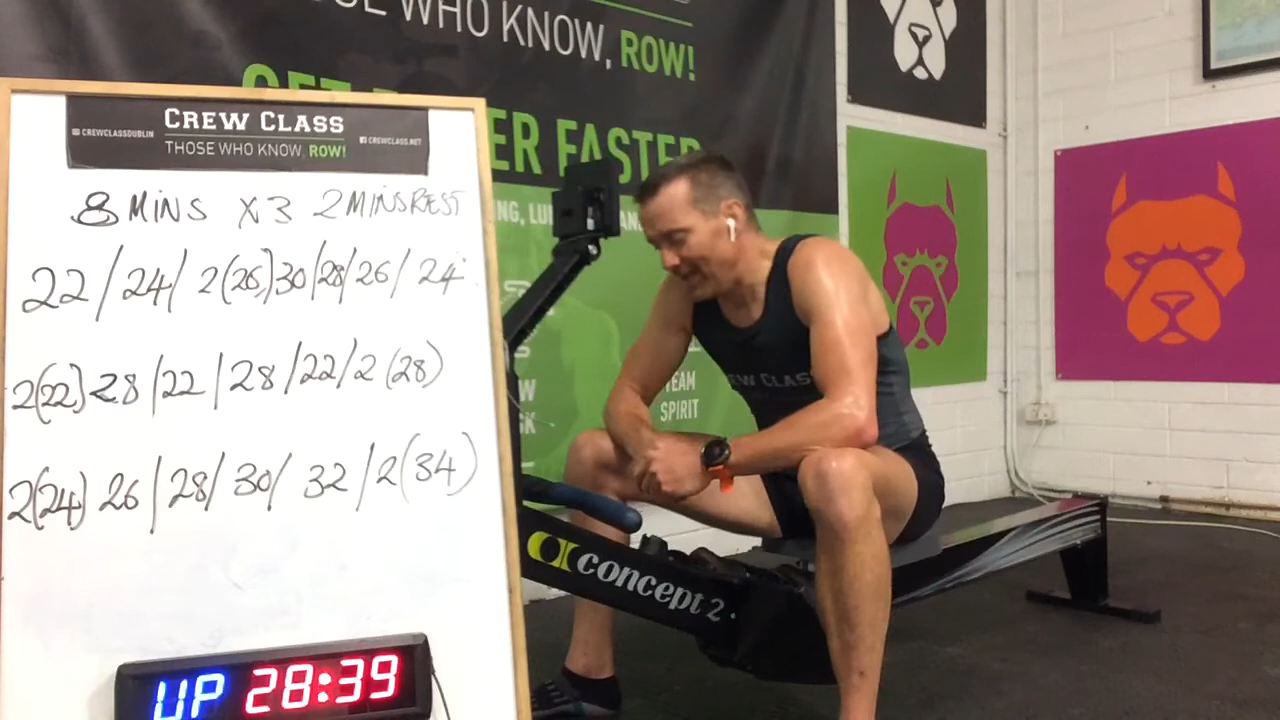 OSE WHO KNOW, ROW!
ER FASTER
CREW CLASS
CREWCLASSDUBLIN
CREWCLASS.NET
THOSE WHO KNOW, ROW!
8 MINS X3 2 MINS REST
22 / 24 / 2(26) 30 / 28 / 26 / 24
2(22) 28 / 22 / 28 / 22 / 2(28)
2(24) 26 / 28 / 30 / 32 / 2(34)
EW CLASS
TEAM
SPIRIT
concept 2
UP 28:39